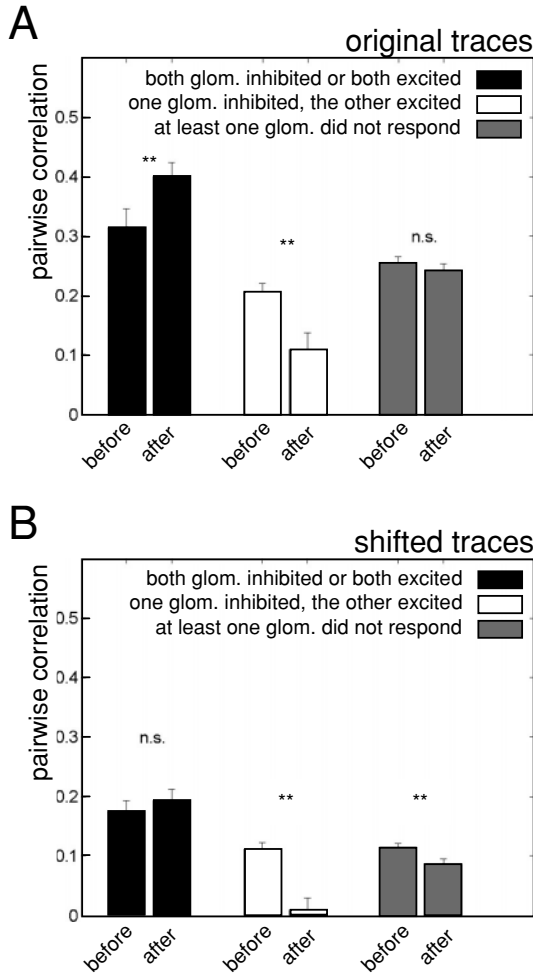 A
original traces
both glom. inhibited or both excited
one glom. inhibited, the other excited
at least one glom. did not respond
pairwise correlation
0.5
0.4
0.3
0.2
0.1
0
**
**
n.s.
before
after
before
after
before
after
B
shifted traces
both glom. inhibited or both excited
one glom. inhibited, the other excited
at least one glom. did not respond
pairwise correlation
0.5
0.4
0.3
0.2
0.1
0
n.s.
**
**
before
after
before
after
before
after